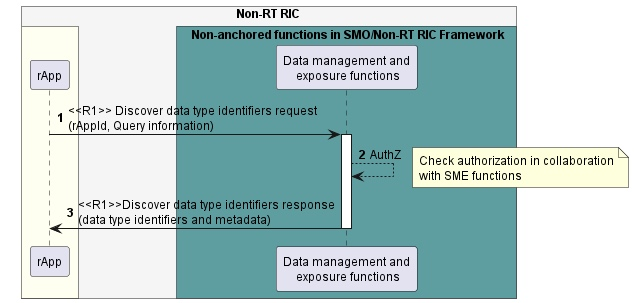 Non-RT RIC
Non-anchored functions in SMO/Non-RT RIC Framework
rApp
Data management and
exposure functions
1 <<R1>> Discover data type identifiers request
(rAppId, Query information)
2 AuthZ
Check authorization in collaboration
with SME functions
3 <<R1>>Discover data type identifiers response
(data type identifiers and metadata)
rApp
Data management and
exposure functions